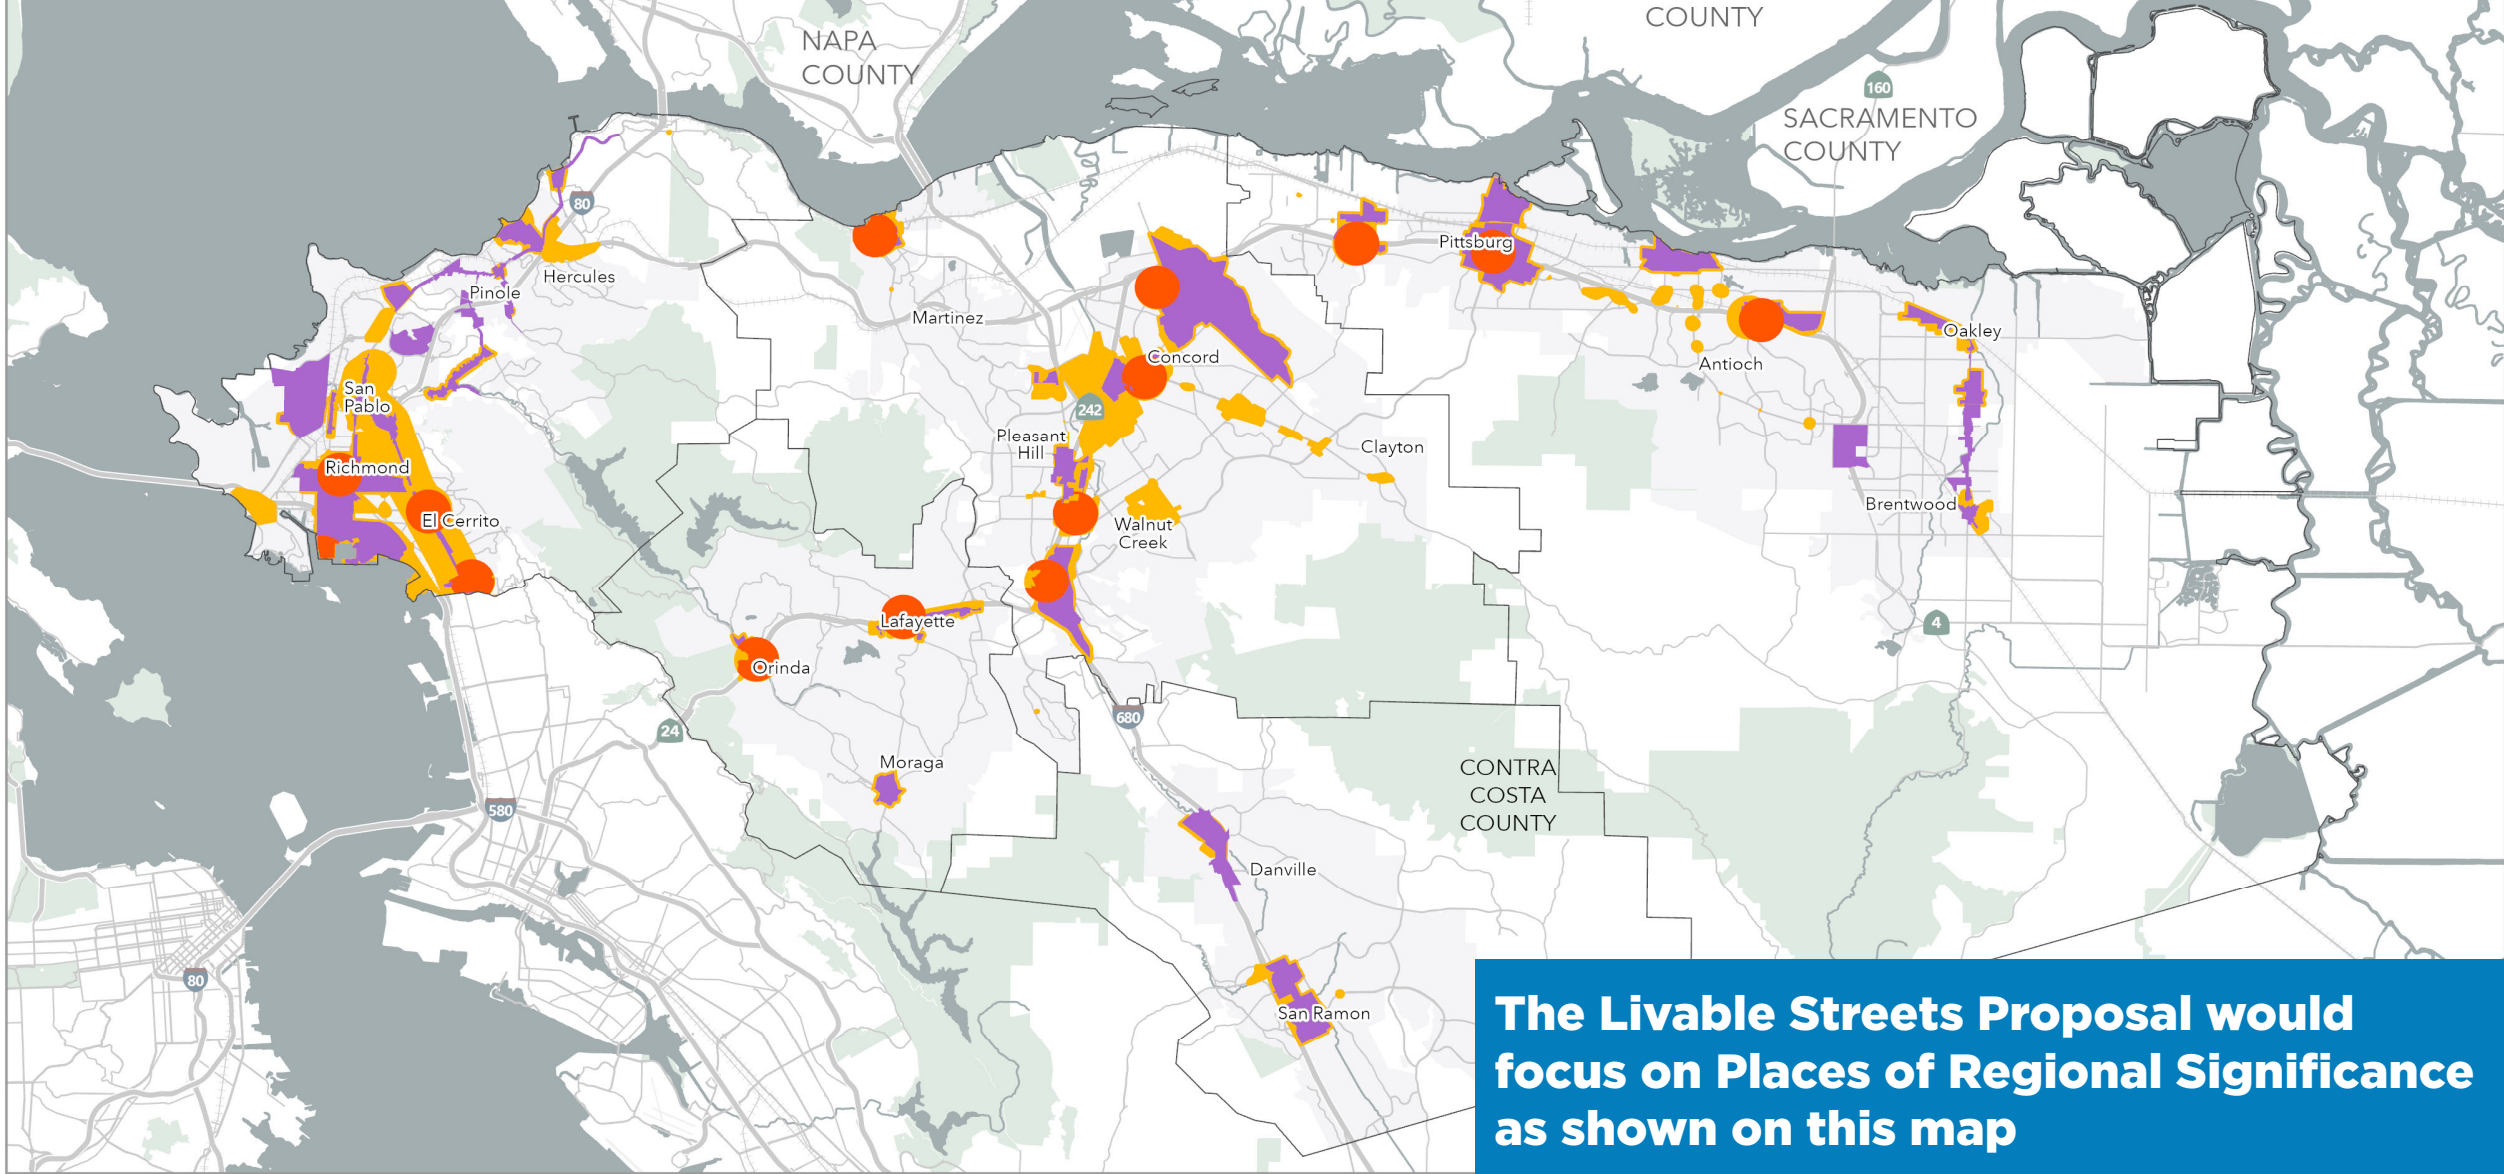 COUNTY
NAPA
COUNTY
160
SACRAMENTO
COUNTY
80
Hercules
Pinole
Martinez
Pittsburg
Oakley
Antioch
Concord
San
Pablo
242
Pleasant
Hill
Clayton
Richmond
El Cerrito
Walnut
Creek
Brentwood
Lafayette
4
Orinda
24
680
Moraga
CONTRA
COSTA
COUNTY
580
Danville
80
San Ramon
The Livable Streets Proposal would
focus on Places of Regional Significance
as shown on this map